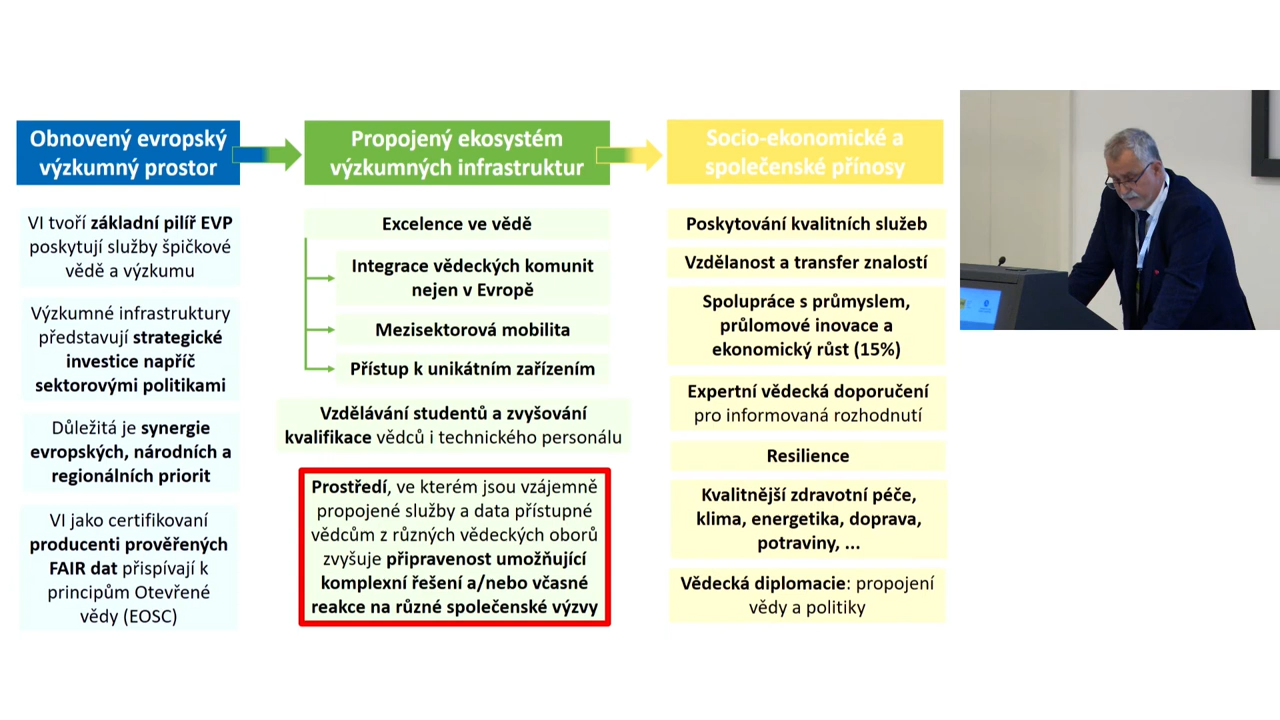 Obnovený evropský
výzkumný prostor
VI tvoří základní pilíř EVP
poskytují služby špičkové
vědě a výzkumu
Výzkumné infrastruktury
představují strategické
investice napříč
sektorovými politikami
Důležitá je synergie
evropských, národních a
regionálních priorit
VI jako certifikovaní
producenti prověřených
FAIR dat přispívají k
principům Otevřené
vědy (EOSC)
Propojený ekosystém
výzkumných infrastruktur
Excelence ve vědě
Integrace vědeckých komunit
nejen v Evropě
Mezisektorová mobilita
Přístup k unikátním zařízením
Vzdělávání studentů a zvyšování
kvalifikace vědců i technického personálu
Prostředí, ve kterém jsou vzájemně
propojené služby a data přístupné
vědcům z různých vědeckých oborů
zvyšuje připravenost umožňující
komplexní řešení a/nebo včasné
reakce na různé společenské výzvy
Socio-ekonomické a
společenské přínosy
Poskytování kvalitních služeb
Vzdělanost a transfer znalostí
Spolupráce s průmyslem,
průlomové inovace a
ekonomický růst (15%)
Expertní vědecká doporučení
pro informovaná rozhodnutí
Resilience
Kvalitnější zdravotní péče,
klima, energetika, doprava,
potraviny, ...
Vědecká diplomacie: propojení
vědy a politiky